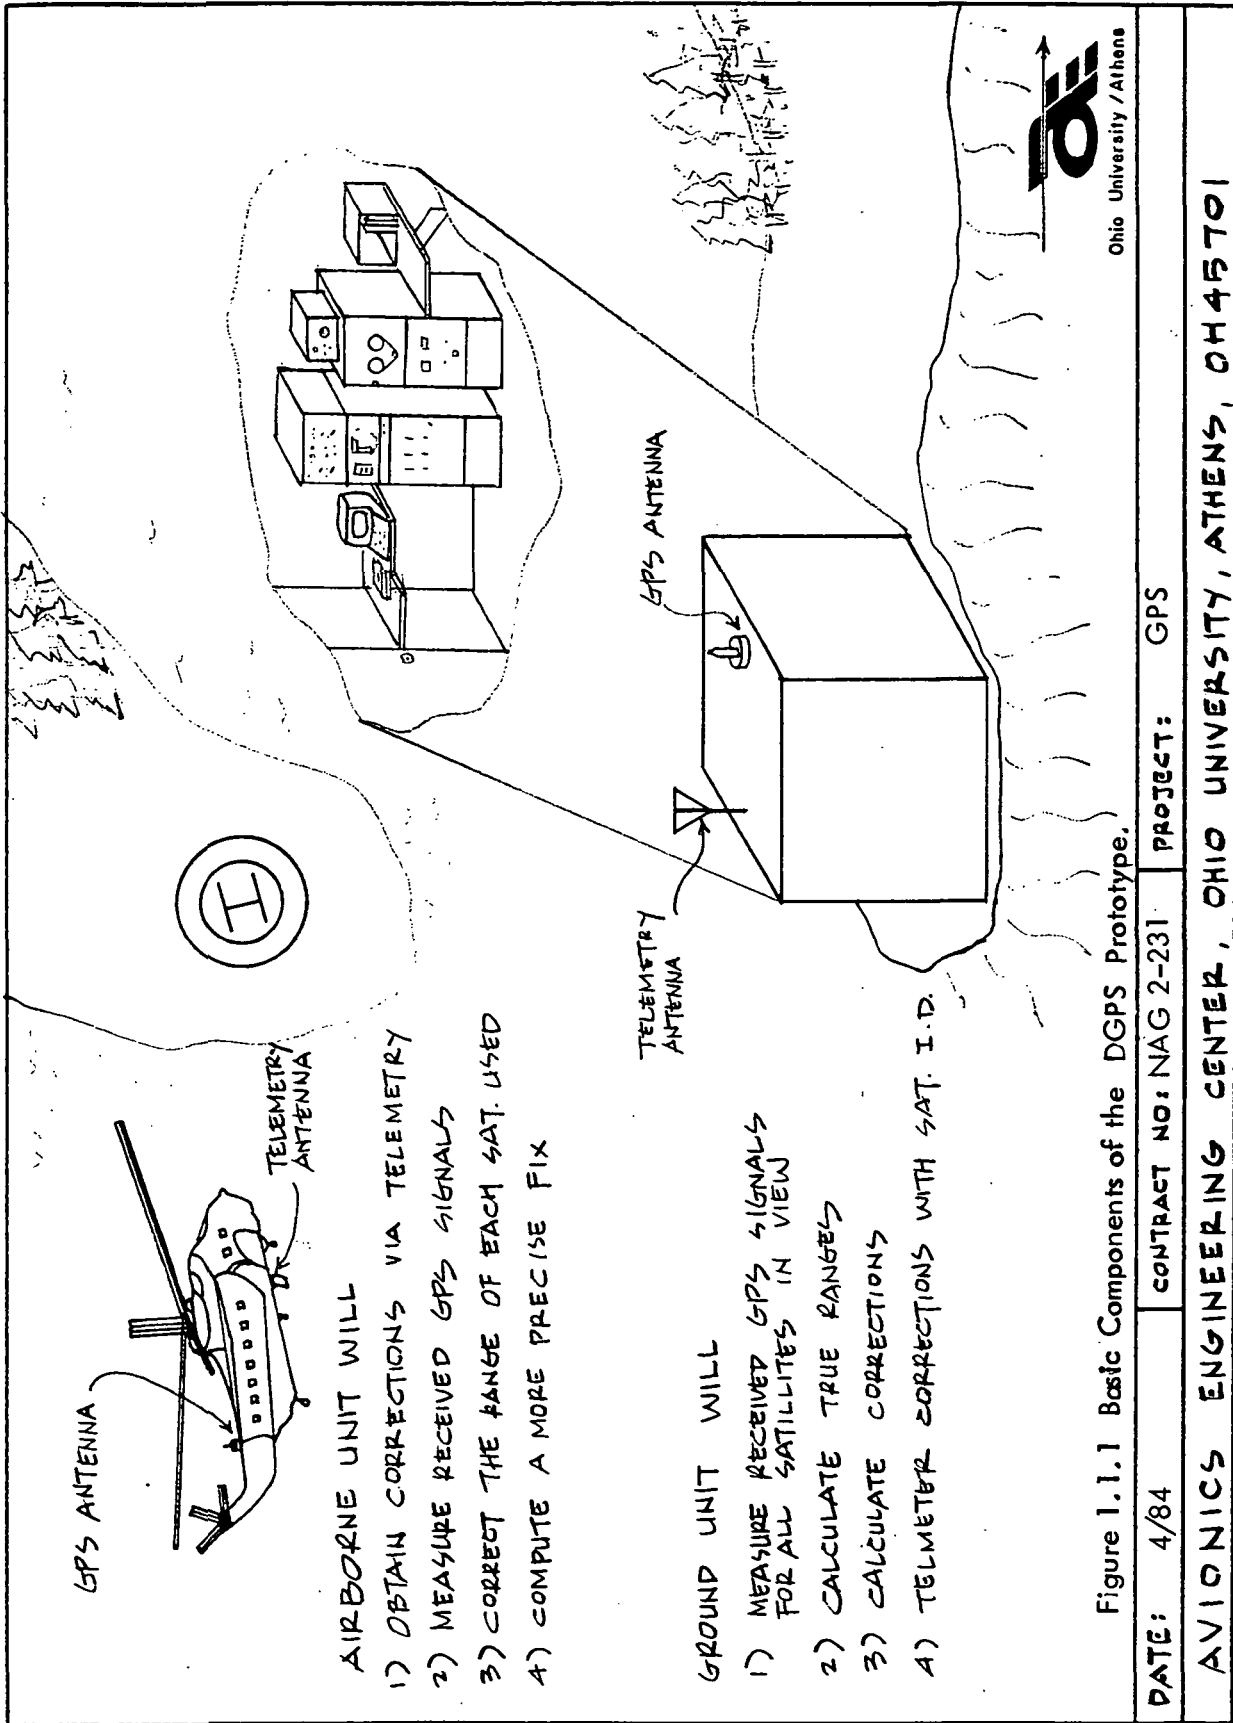 GPS ANTENNA
TELEMETRY
ANTENNA
H
AIRBORNE UNIT WILL
1) OBTAIN CORRECTIONS VIA TELEMETRY
2) MEASURE RECEIVED GPS SIGNALS
3) CORRECT THE RANGE OF EACH SAT. USED
4) COMPUTE A MORE PRECISE FIX
TELEMETRY
ANTENNA
GPS ANTENNA
GROUND UNIT WILL
1) MEASURE RECEIVED GPS SIGNALS
FOR ALL SATILLITES IN VIEW
2) CALCULATE TRUE RANGES
3) CALCULATE CORRECTIONS
4) TELMETER CORRECTIONS WITH SAT. I.D.
Ohio University / Athens
Figure 1.1.1 Basic Components of the DGPS Prototype.
DATE: 4/84 CONTRACT NO: NAG 2-231 PROJECT: GPS
AVIONICS ENGINEERING CENTER, OHIO UNIVERSITY, ATHENS, OH 45701